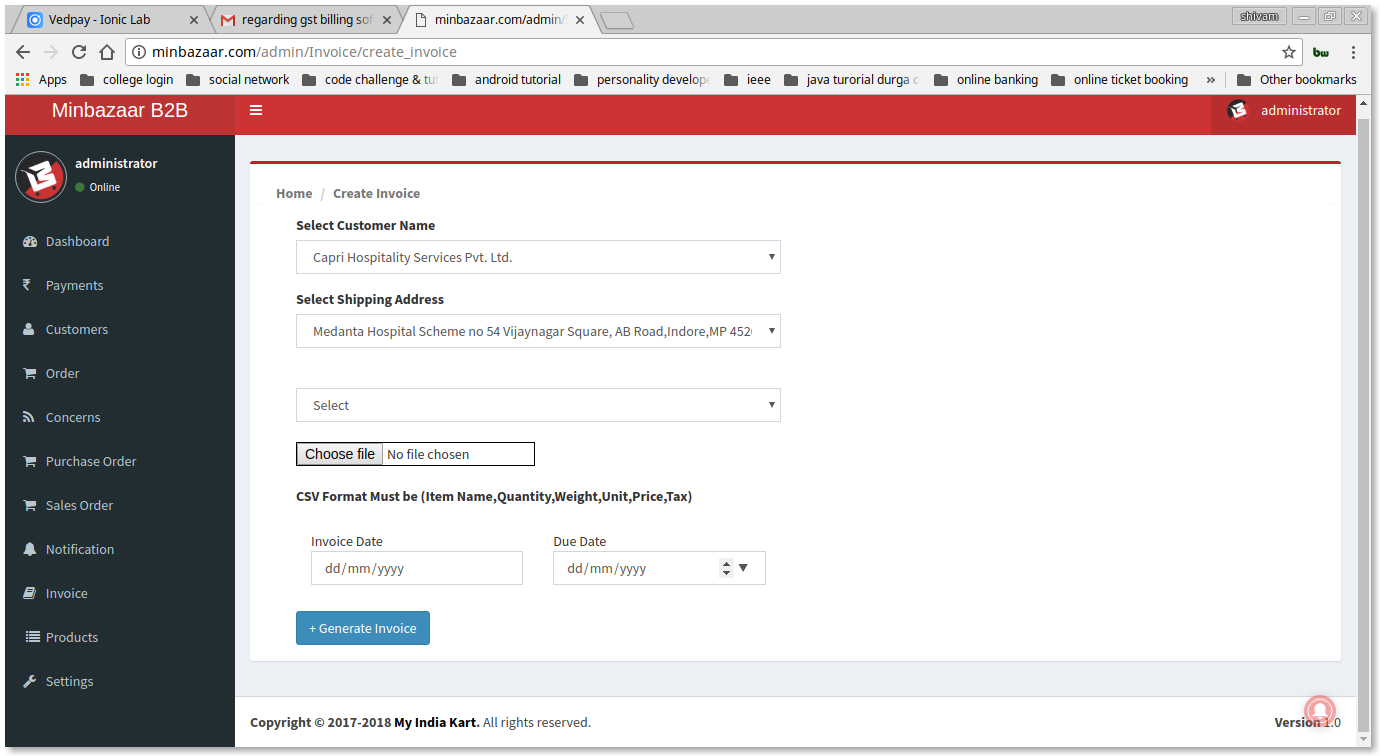 Vedpay - Ionic Lab
regarding gst billing sof
minbazaar.com/admin/
shivam
minbazaar.com/admin/Invoice/create_invoice
Apps college login social network code challenge & tut android tutorial personality develop ieee java turorial durga online banking online ticket booking » Other bookmarks
Minbazaar B2B
administrator
administrator
Online
Dashboard
Payments
Customers
Order
Concerns
Purchase Order
Sales Order
Notification
Invoice
Products
Settings
Home / Create Invoice
Select Customer Name
Capri Hospitality Services Pvt. Ltd.
Select Shipping Address
Medanta Hospital Scheme no 54 Vijaynagar Square, AB Road,Indore,MP 452
Select
Choose file No file chosen
CSV Format Must be (Item Name,Quantity,Weight,Unit,Price,Tax)
Invoice Date Due Date
dd/mm/yyyy dd/mm/yyyy
+ Generate Invoice
Copyright © 2017-2018 My India Kart. All rights reserved.
Version 1.0